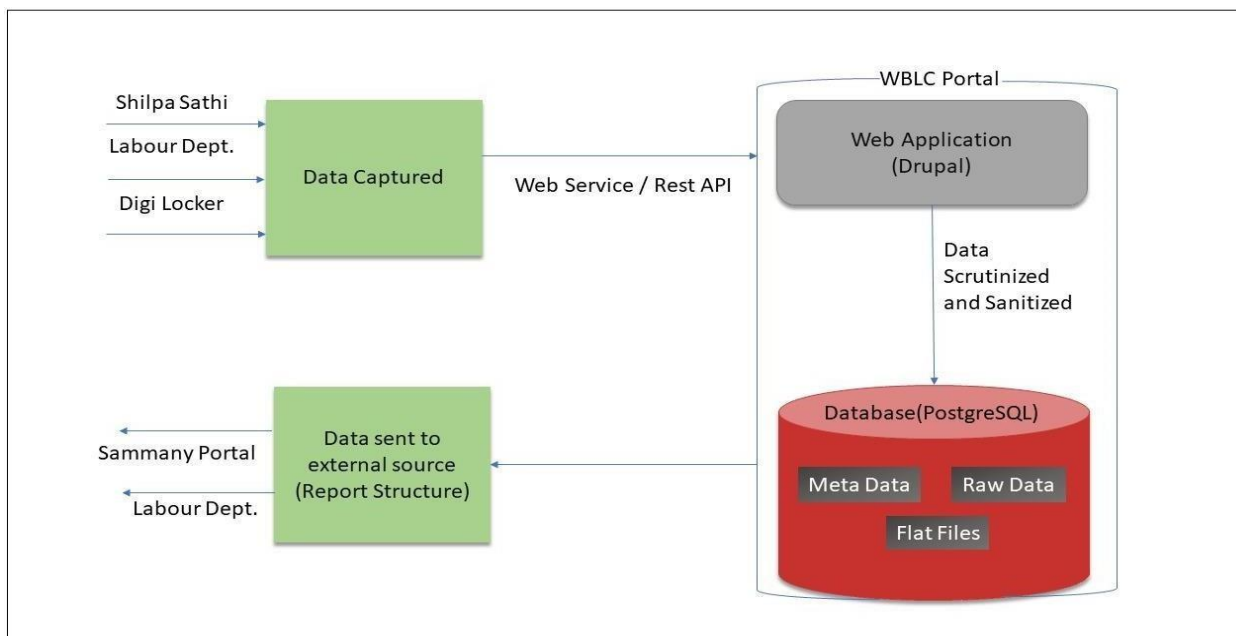 Shilpa Sathi
Labour Dept.
Digi Locker
Data Captured
Web Service / Rest API
WBLC Portal
Web Application
(Drupal)
Data
Scrutinized
and Sanitized
Database(PostgreSQL)
Meta Data
Raw Data
Flat Files
Data sent to
external source
(Report Structure)
Sammany Portal
Labour Dept.